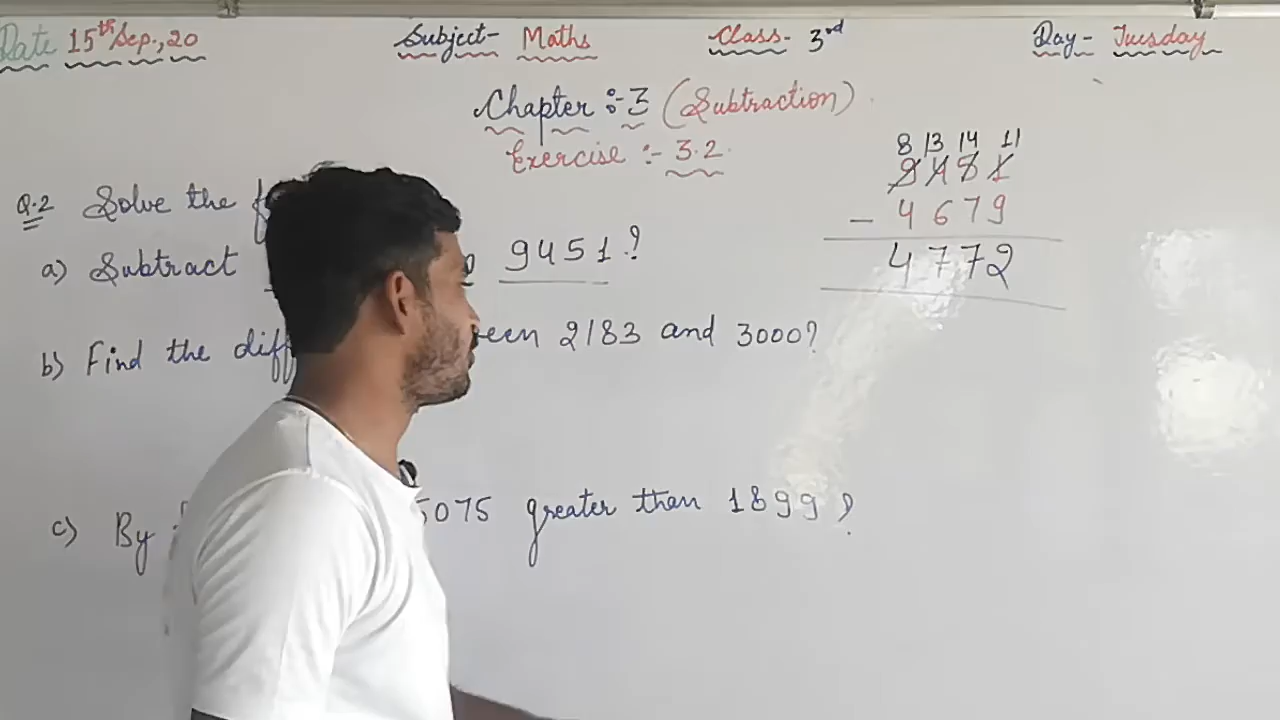 Date 15th Sep., 20 Subject- Maths Class- 3rd Day- Tuesday
Chapter :- 3 (Subtraction)
Exercise :- 3.2
Q.2 Solve the
a) Subtract 9451?
b) Find the 2183 and 3000?
c) By 5075 greater than 1899?
8 13 14 11
9451
- 4679
4772